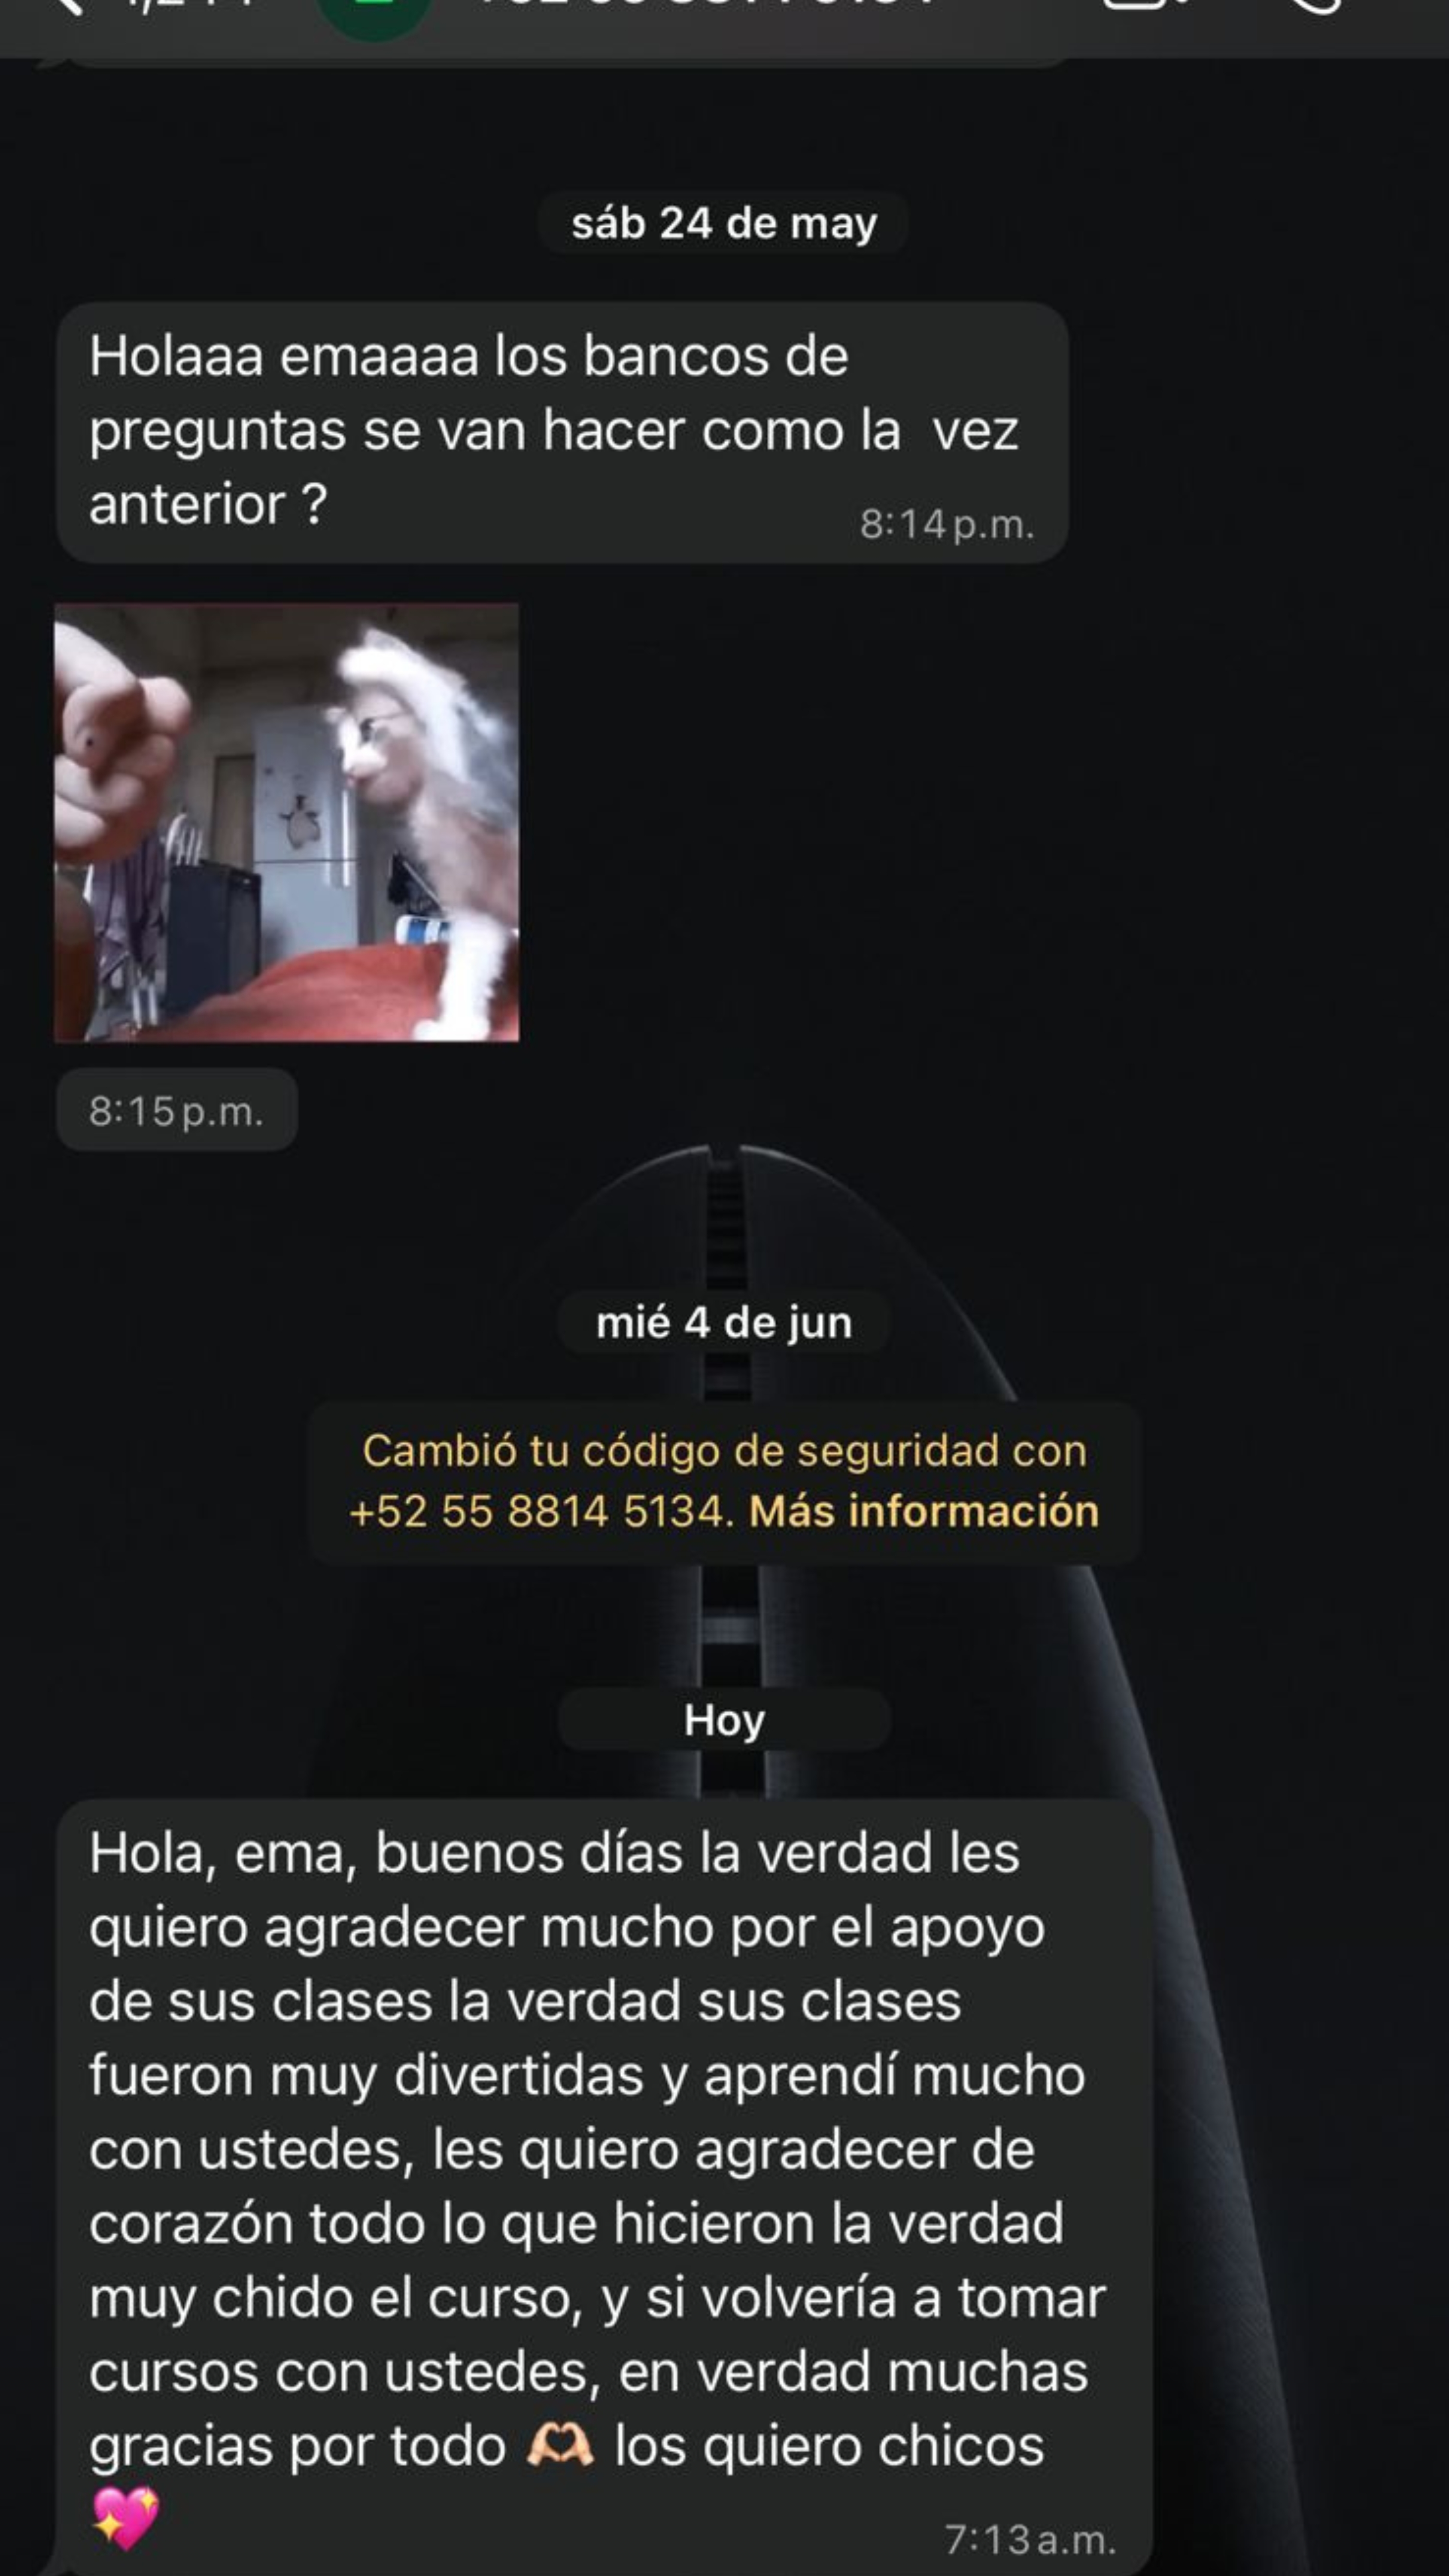 sáb 24 de may
Holaaa emaaaa los bancos de
preguntas se van hacer como la  vez
anterior ?
8:14 p.m.
8:15 p.m.
mié 4 de jun
Cambió tu código de seguridad con
+52 55 8814 5134. Más información
Hoy
Hola, ema, buenos días la verdad les
quiero agradecer mucho por el apoyo
de sus clases la verdad sus clases
fueron muy divertidas y aprendí mucho
con ustedes, les quiero agradecer de
corazón todo lo que hicieron la verdad
muy chido el curso, y si volvería a tomar
cursos con ustedes, en verdad muchas
gracias por todo 🫶🏻 los quiero chicos
💖
7:13 a.m.